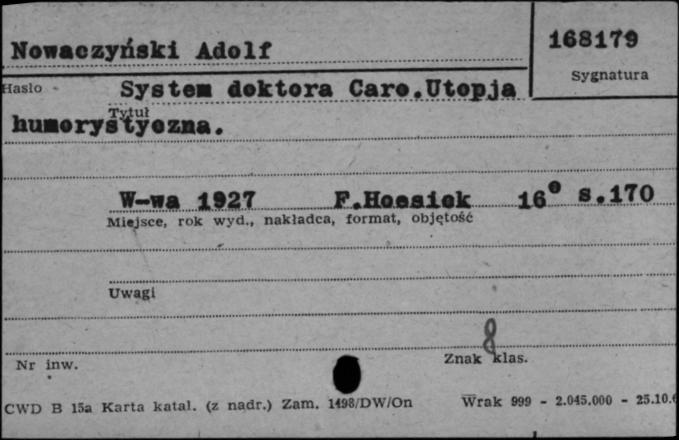 Nowaczyński Adolf
168179
Sygnatura
Hasło
System doktora Caro.Utopja
Tytuł
humorystyczna.
W-wa 1927 F.Hoesick 16° s.170
Miejsce, rok wyd., nakładca, format, objętość
Uwagi
8
Nr inw.
Znak klas.
CWD B 15a Karta katal. (z nadr.) Zam. 1498/DW/On Wrak 999 - 2.045.000 - 25.10.